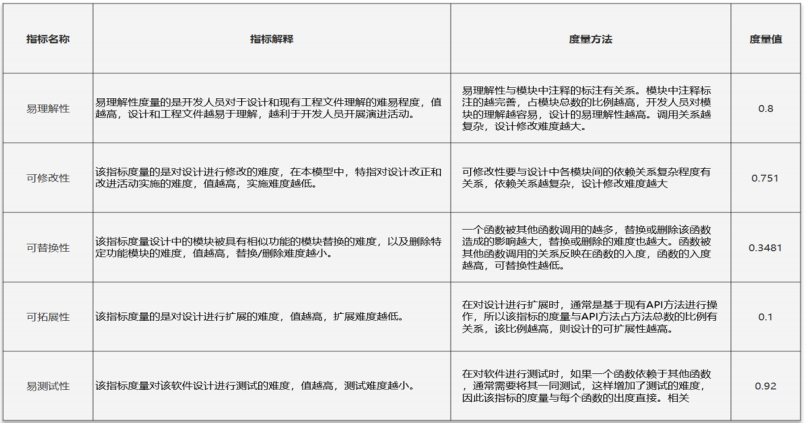 指标名称
指标解释
度量方法
度量值
易理解性
易理解性度量的是开发人员对于设计和现有工程文件理解的难易程度，值
越高，设计和工程文件越易于理解，越利于开发人员开展演进活动。
易理解性与模块中注释的标注有关系。模块中注释标
注的越完善，占模块总数的比例越高，开发人员对模
块的理解越容易，设计的易理解性越高。调用关系越
复杂，设计修改难度越大。
0.8
可修改性
该指标度量的是对设计进行修改的难度，在本模型中，特指对设计改正和
改进活动实施的难度，值越高，实施难度越低。
可修改性要与设计中各模块间的依赖关系复杂程度有
关系，依赖关系越复杂，设计修改难度越大
0.751
可替换性
该指标度量设计中的模块被具有相似功能的模块替换的难度，以及删除特
定功能模块的难度，值越高，替换/删除难度越小。
一个函数被其他函数调用的越多，替换或删除该函数
造成的影响越大，替换或删除的难度也越大。函数被
其他函数调用的关系反映在函数的入度，函数的入度
越高，可替换性越低。
0.3481
可拓展性
该指标度量的是对设计进行扩展的难度，值越高，扩展难度越低。
在对设计进行扩展时，通常是基于现有API方法进行操
作，所以该指标的度量与API方法占方法总数的比例有
关系，该比例越高，则设计的可扩展性越高。
0.1
易测试性
该指标度量对该软件设计进行测试的难度，值越高，测试难度越小。
在对软件进行测试时，如果一个函数依赖于其他函数
，通常需要将其一同测试，这样增加了测试的难度，
因此该指标的度量与每个函数的出度直接。相关
0.92